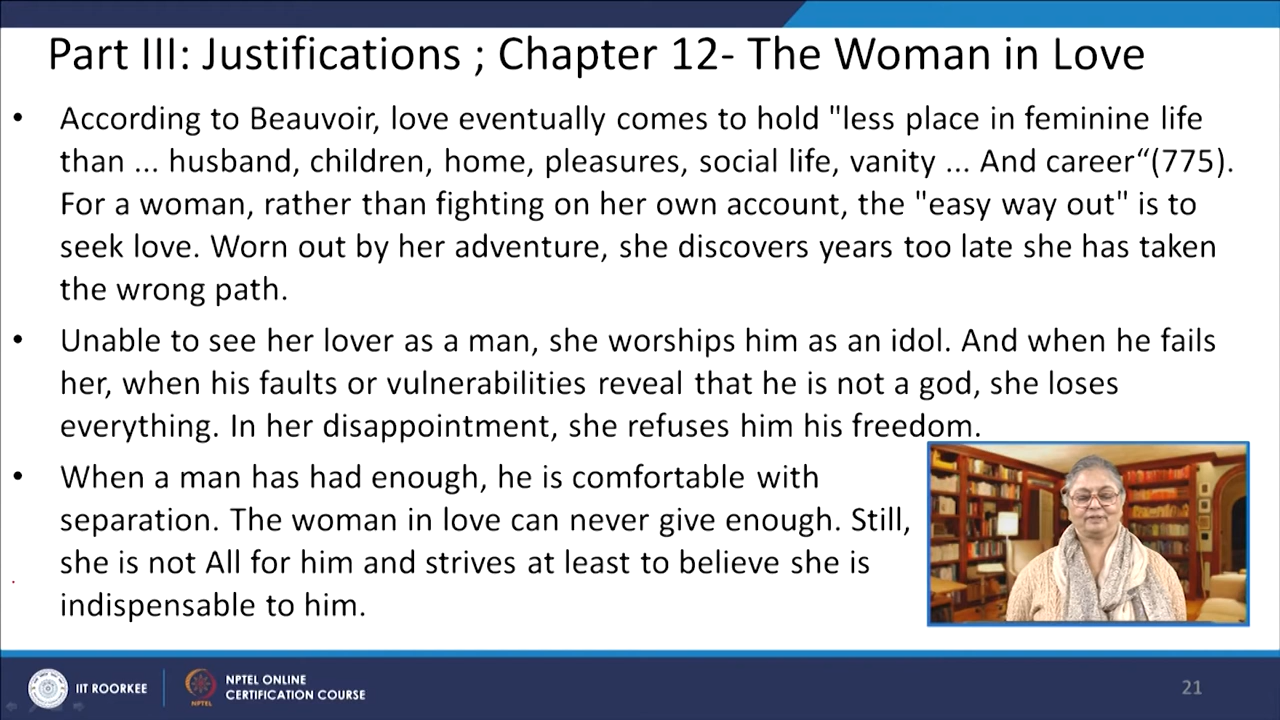 Part III: Justifications ; Chapter 12- The Woman in Love
• According to Beauvoir, love eventually comes to hold "less place in feminine life
than ... husband, children, home, pleasures, social life, vanity ... And career“(775).
For a woman, rather than fighting on her own account, the "easy way out" is to
seek love. Worn out by her adventure, she discovers years too late she has taken
the wrong path.
• Unable to see her lover as a man, she worships him as an idol. And when he fails
her, when his faults or vulnerabilities reveal that he is not a god, she loses
everything. In her disappointment, she refuses him his freedom.
• When a man has had enough, he is comfortable with
separation. The woman in love can never give enough. Still,
she is not All for him and strives at least to believe she is
indispensable to him.
IIT ROORKEE
NPTEL
NPTEL ONLINE
CERTIFICATION COURSE
21